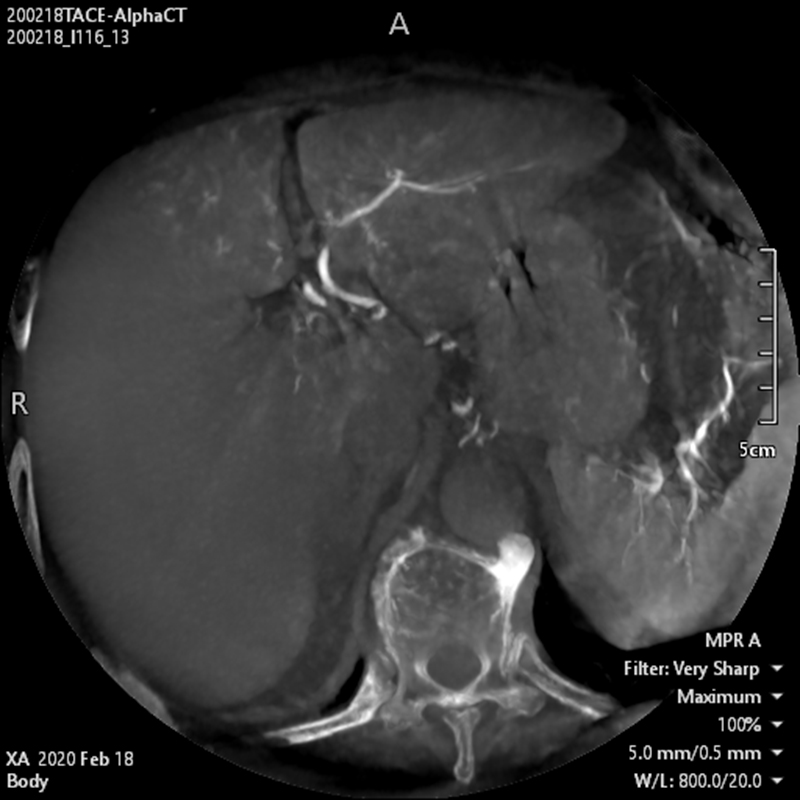 200218TACE-AlphaCT
200218_I116_13
A
R
5cm
MPR A
Filter: Very Sharp
Maximum
100%
5.0 mm/0.5 mm
W/L: 800.0/20.0
XA 2020 Feb 18
Body